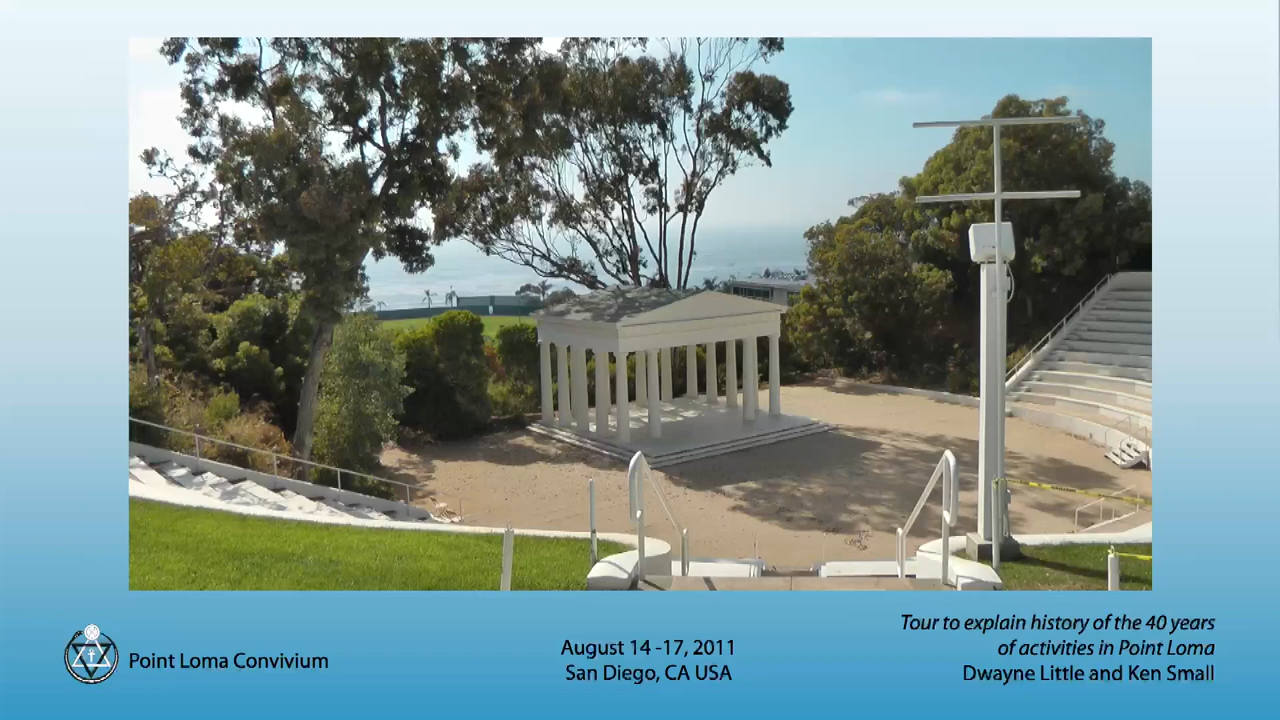 Point Loma Convivium
August 14 -17, 2011
San Diego, CA USA
Tour to explain history of the 40 years
of activities in Point Loma
Dwayne Little and Ken Small